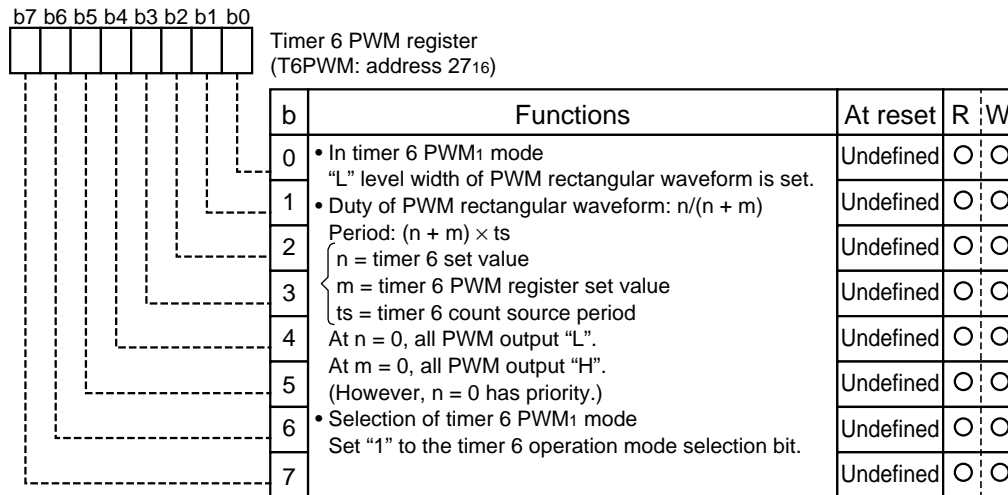 b7 b6 b5 b4 b3 b2 b1 b0
Timer 6 PWM register
(T6PWM: address 2716)
b Functions At reset R W
0 • In timer 6 PWM1 mode Undefined O O
“L” level width of PWM rectangular waveform is set.
1 • Duty of PWM rectangular waveform: n/(n + m) Undefined O O
Period: (n + m) × ts
2 Undefined O O
n = timer 6 set value
3 m = timer 6 PWM register set value Undefined O O
ts = timer 6 count source period
4 At n = 0, all PWM output “L”. Undefined O O
At m = 0, all PWM output “H”.
5 (However, n = 0 has priority.) Undefined O O
6 • Selection of timer 6 PWM1 mode Undefined O O
Set “1” to the timer 6 operation mode selection bit.
7 Undefined O O